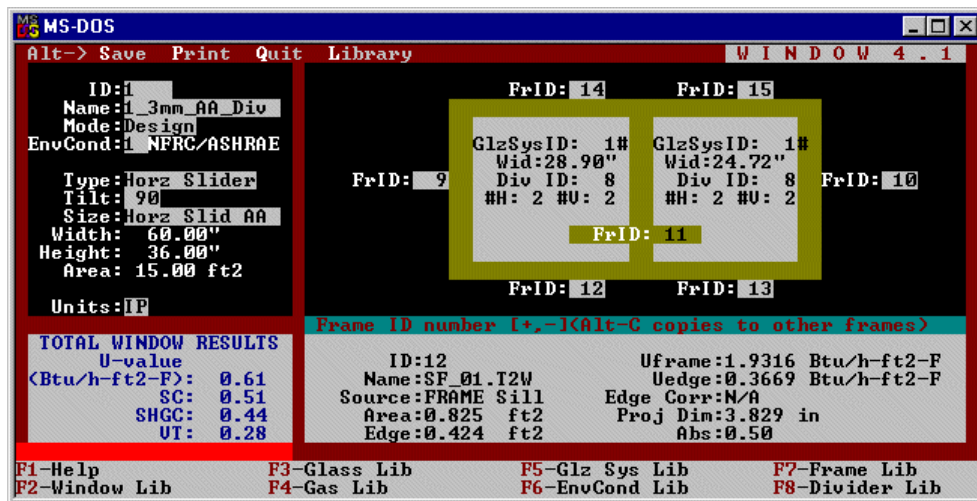 MS-DOS
Alt-> Save Print Quit Library
WINDOW 4.1
ID:1
Name:1_3mm_AA_Div
Mode:Design
EnvCond:1 NFRC/ASHRAE
Type:Horz Slider
Tilt: 90
Size:Horz Slid AA
Width: 60.00"
Height: 36.00"
Area: 15.00 ft2
Units:IP
FrID: 14 FrID: 15
GlzSysID: 1# GlzSysID: 1#
Wid:28.90" Wid:24.72"
FrID: 9 Div ID: 8 Div ID: 8 FrID: 10
#H: 2 #V: 2 #H: 2 #V: 2
FrID: 11
FrID: 12 FrID: 13
Frame ID number [+,-](Alt-C copies to other frames)
TOTAL WINDOW RESULTS
U-value
(Btu/h-ft2-F): 0.61
SC: 0.51
SHGC: 0.44
VT: 0.28
ID:12 Uframe:1.9316 Btu/h-ft2-F
Name:SF_01.T2W Uedge:0.3669 Btu/h-ft2-F
Source:FRAME Sill Edge Corr:N/A
Area:0.825 ft2 Proj Dim:3.829 in
Edge:0.424 ft2 Abs:0.50
F1-Help F3-Glass Lib F5-Glz Sys Lib F7-Frame Lib
F2-Window Lib F4-Gas Lib F6-EnvCond Lib F8-Divider Lib